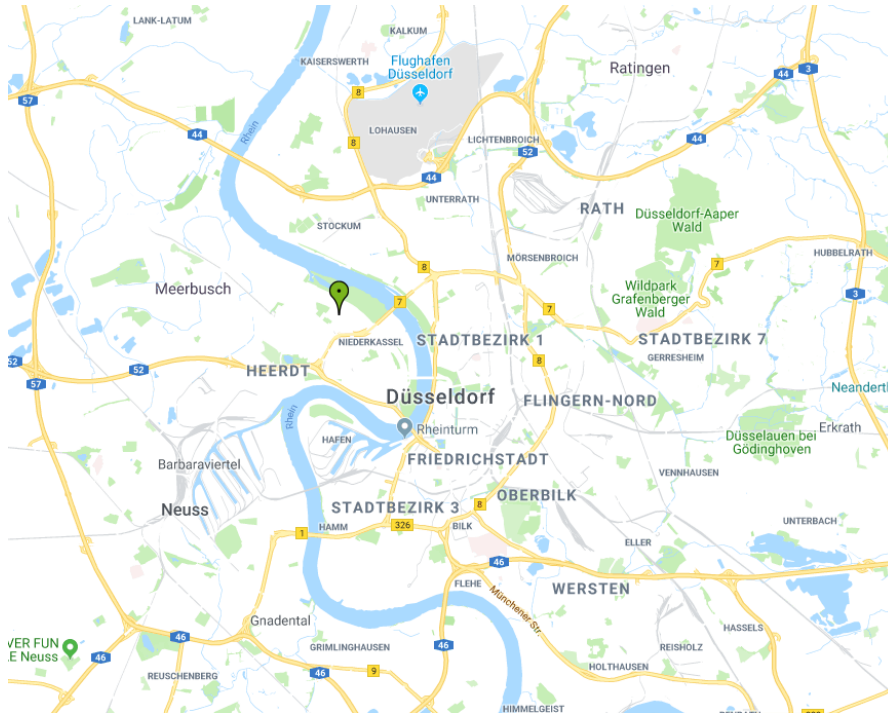 LANK-LATUM
KALKUM
KAISERSWERTH
Flughafen
Düsseldorf
Ratingen
3
44
57
8
44
Rhein
8
LOHAUSEN
LICHTENBROICH
52
44
44
UNTERRATH
RATH
Düsseldorf-Aaper
Wald
STOCKUM
MÖRSENBROICH
HUBBELRATH
7
8
Meerbusch
Wildpark
Grafenberger
Wald
3
7
7
NIEDERKASSEL
STADTBEZIRK 1
STADTBEZIRK 7
GERRESHEIM
52
52
8
57
HEERDT
Neanderth
Düsseldorf
FLINGERN-NORD
Rhein
Rheinturm
HAFEN
Düsselauen bei
Gödinghoven
Erkrath
Barbaraviertel
FRIEDRICHSTADT
VENNHAUSEN
Neuss
OBERBILK
STADTBEZIRK 3
8
HAMM
326
BILK
UNTERBACH
1
ELLER
46
FLEHE
WERSTEN
46
Münchener Str.
Gnadental
HASSELS
46
46
VER FUN
E Neuss
46
GRIMLINGHAUSEN
REISHOLZ
9
HOLTHAUSEN
REUSCHENBERG
HIMMELGEIST